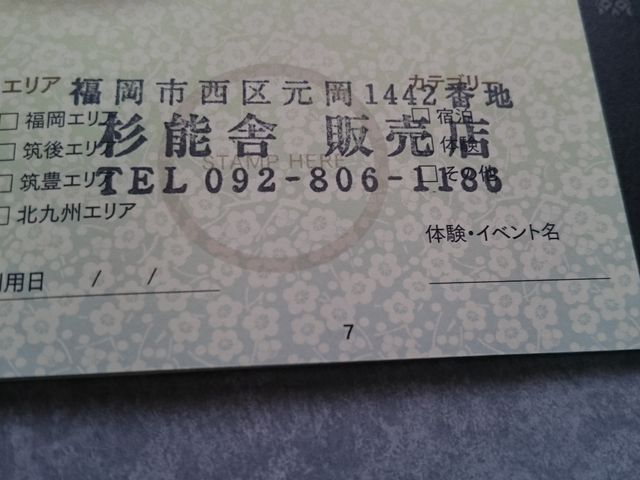 エリア
カテゴリ
福岡市西区元岡1442番地
福岡エリア
宿泊
杉能舎 販売店
筑後エリア
体験
STAMP HERE
筑豊エリア
その他
TEL 092-806-1186
北九州エリア
体験・イベント名
用日 / /
7